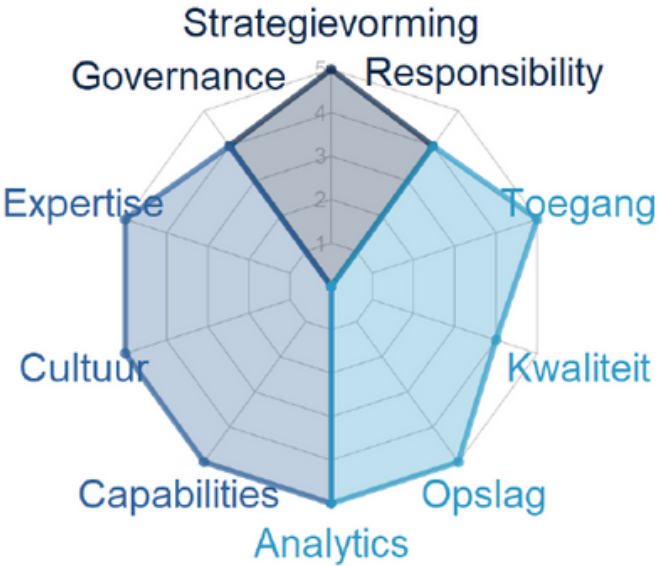 Strategievorming
Governance
Responsibility
5
4
3
2
1
Expertise
Toegang
Cultuur
Kwaliteit
Capabilities
Opslag
Analytics